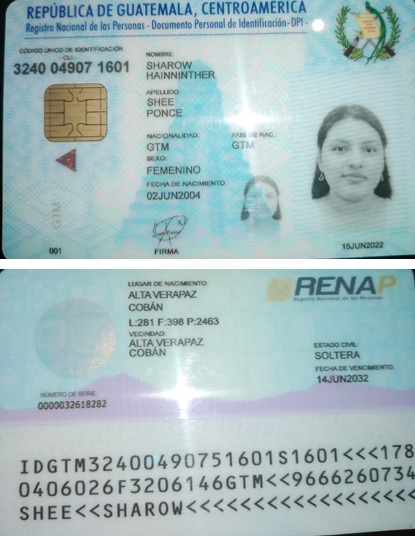 REPÚBLICA DE GUATEMALA, CENTROAMÉRICA
Registro Nacional de las Personas - Documento Personal de Identificación -DPI -
CÓDIGO ÚNICO DE IDENTIFICACIÓN
- CUI -
3240 04907 1601
NOMBRE:
SHAROW
HAINNINTHER
APELLIDO:
SHEE
PONCE
NACIONALIDAD: PAIS DE NAC.:
GTM GTM
SEXO:
FEMENINO
FECHA DE NACIMIENTO:
02JUN2004
GTM
001
FIRMA
15JUN2022
LUGAR DE NACIMIENTO:
ALTA VERAPAZ
COBÁN
L:281 F:398 P:2463
VECINDAD:
ALTA VERAPAZ
COBÁN
RENAP
Registro Nacional de las Personas
ESTADO CIVIL:
SOLTERA
FECHA DE VENCIMIENTO:
14JUN2032
NÚMERO DE SERIE:
0000032618282
IDGTM32400490751601S1601<<<178
0406026F3206146GTM<<9666260734
SHEE<<SHAROW<<<<<<<<<<<<<<<<<<